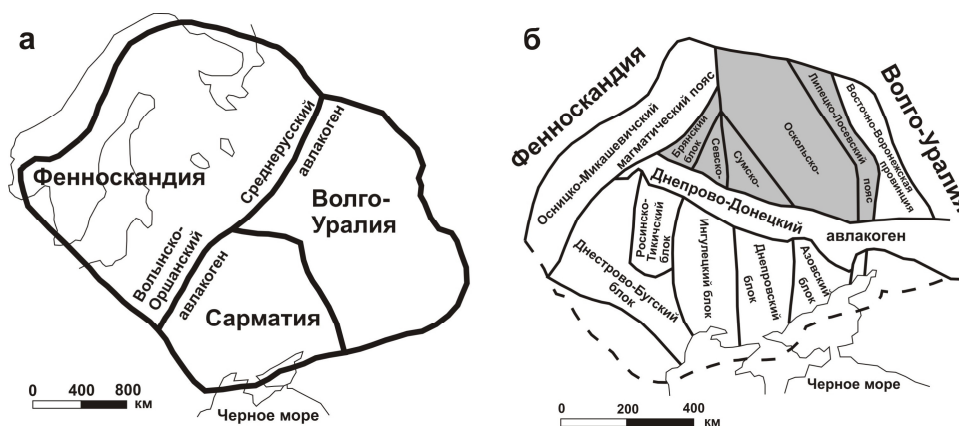 а
Фенноскандия
Среднерусский
авлакоген
Волго-
Уралия
Волынско-
Оршанский
авлакоген
Сарматия
0 400 800
км
Черное море
б
Фенноскандия
Осницко-Микашевичский
магматический пояс
Брянский
блок
Севско-
Сумско-
Оскольско-
Липецко-Лосевский
пояс
Восточно-Воронежская
провинция
Волго-Уралия
Днепрово-Донецкий
авлакоген
Росинско-
Тикичский
блок
Днестрово-Бугский
блок
Ингулецкий блок
Днепровский
блок
Азовский
блок
Черное море
0 200 400
км